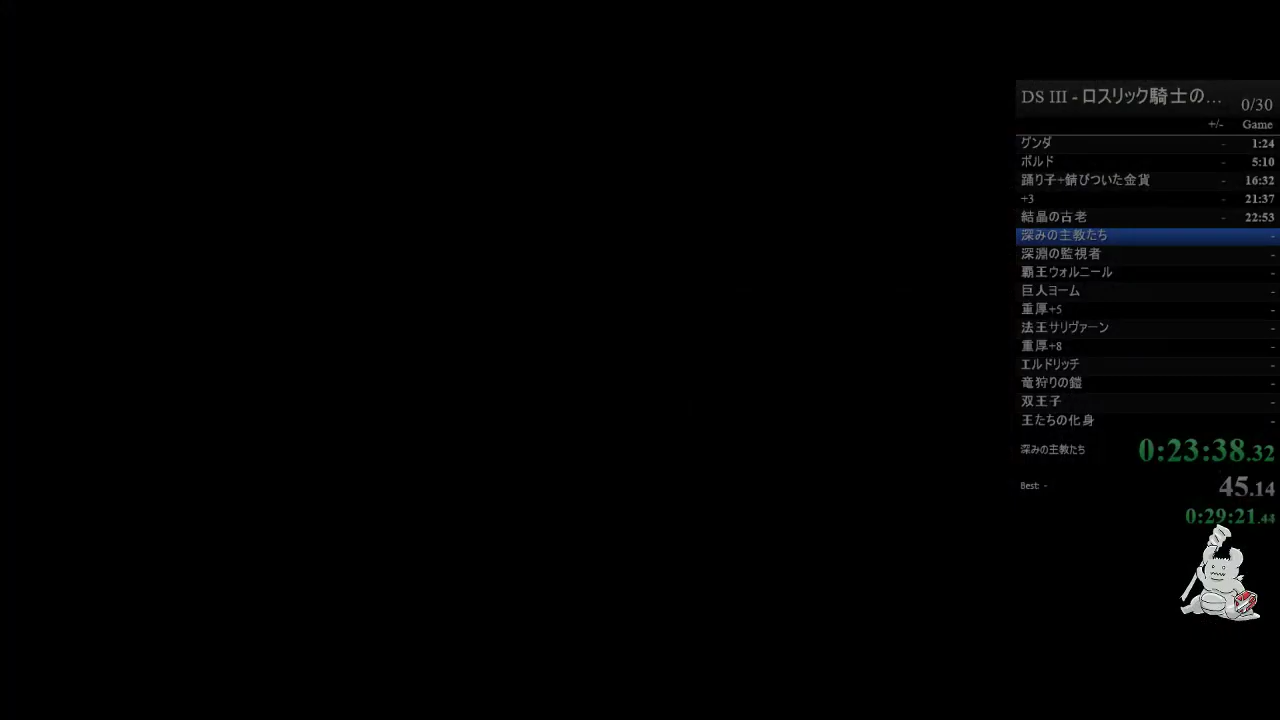 DS III - ロスリック騎士の... 0/30
+/- Game
グンダ - 1:24
ボルド - 5:10
踊り子+錆びついた金貨 - 16:32
+3 - 21:37
結晶の古老 - 22:53
深みの主教たち -
深淵の監視者 -
覇王ウォルニール -
巨人ヨーム -
重厚+5 -
法王サリヴァーン -
重厚+8 -
エルドリッチ -
竜狩りの鎧 -
双王子 -
王たちの化身 -
深みの主教たち 0:23:38.32
Best: - 45.14
0:29:21.44